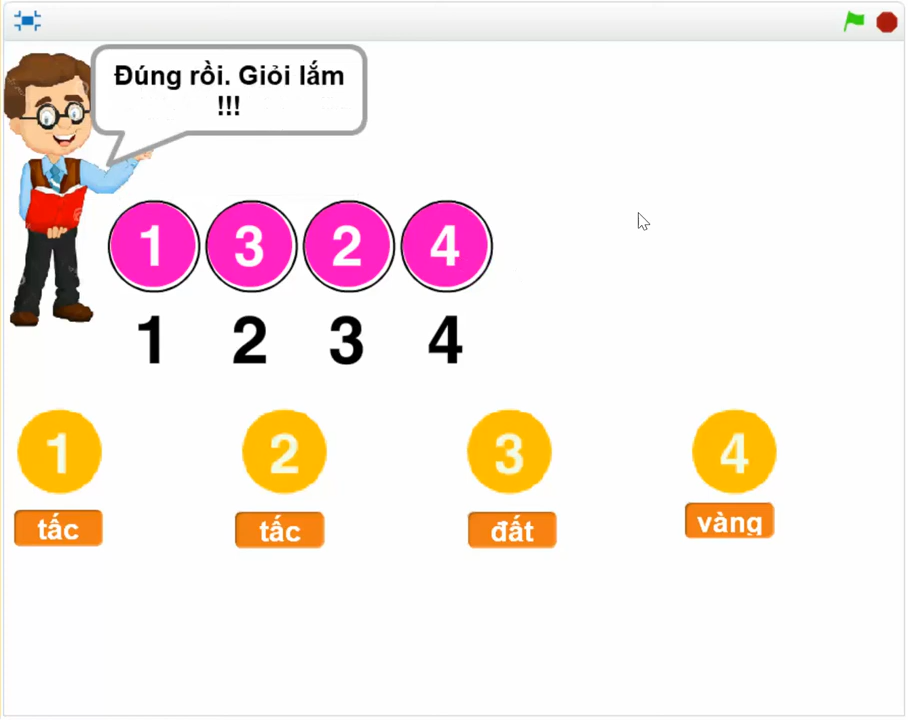 Đúng rồi. Giỏi lắm
!!!
1 3 2 4
1 2 3 4
1 2 3 4
tấc tấc đất vàng